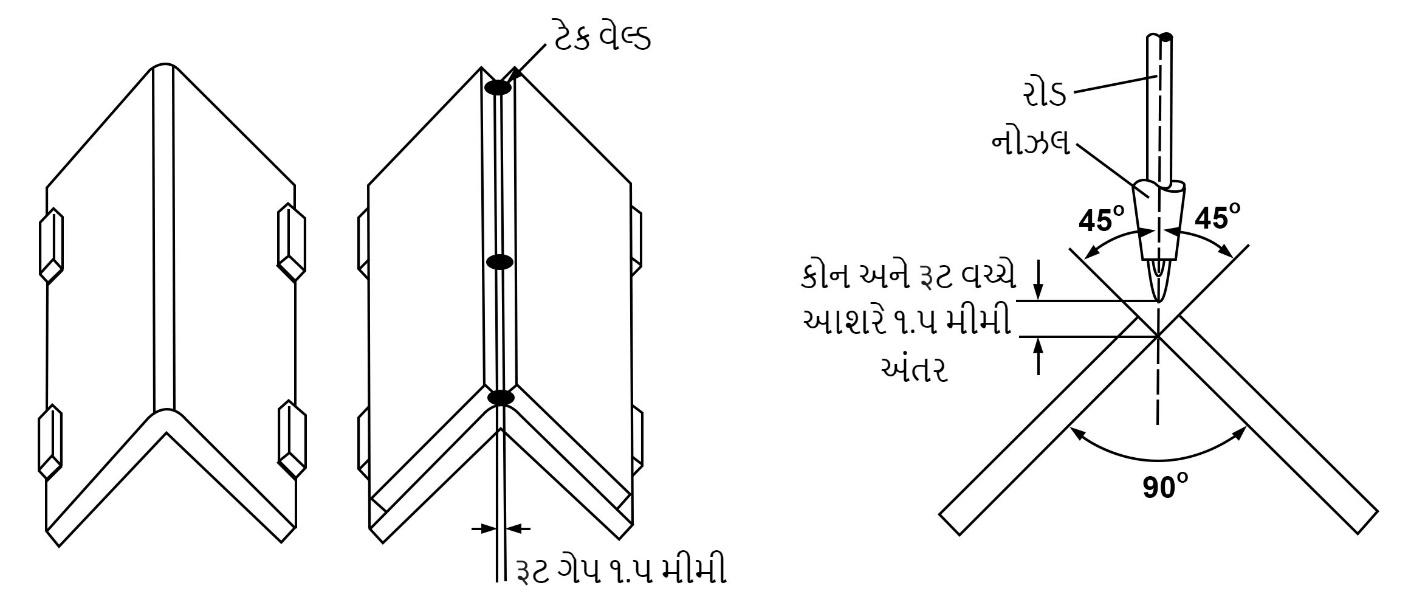 ટેક વેલ્ડ
રૂટ ગેપ ૧.૫ મીમી
રોડ
નોઝલ
45° 45°
કોન અને રૂટ વચ્ચે
આશરે ૧.૫ મીમી
અંતર
90°